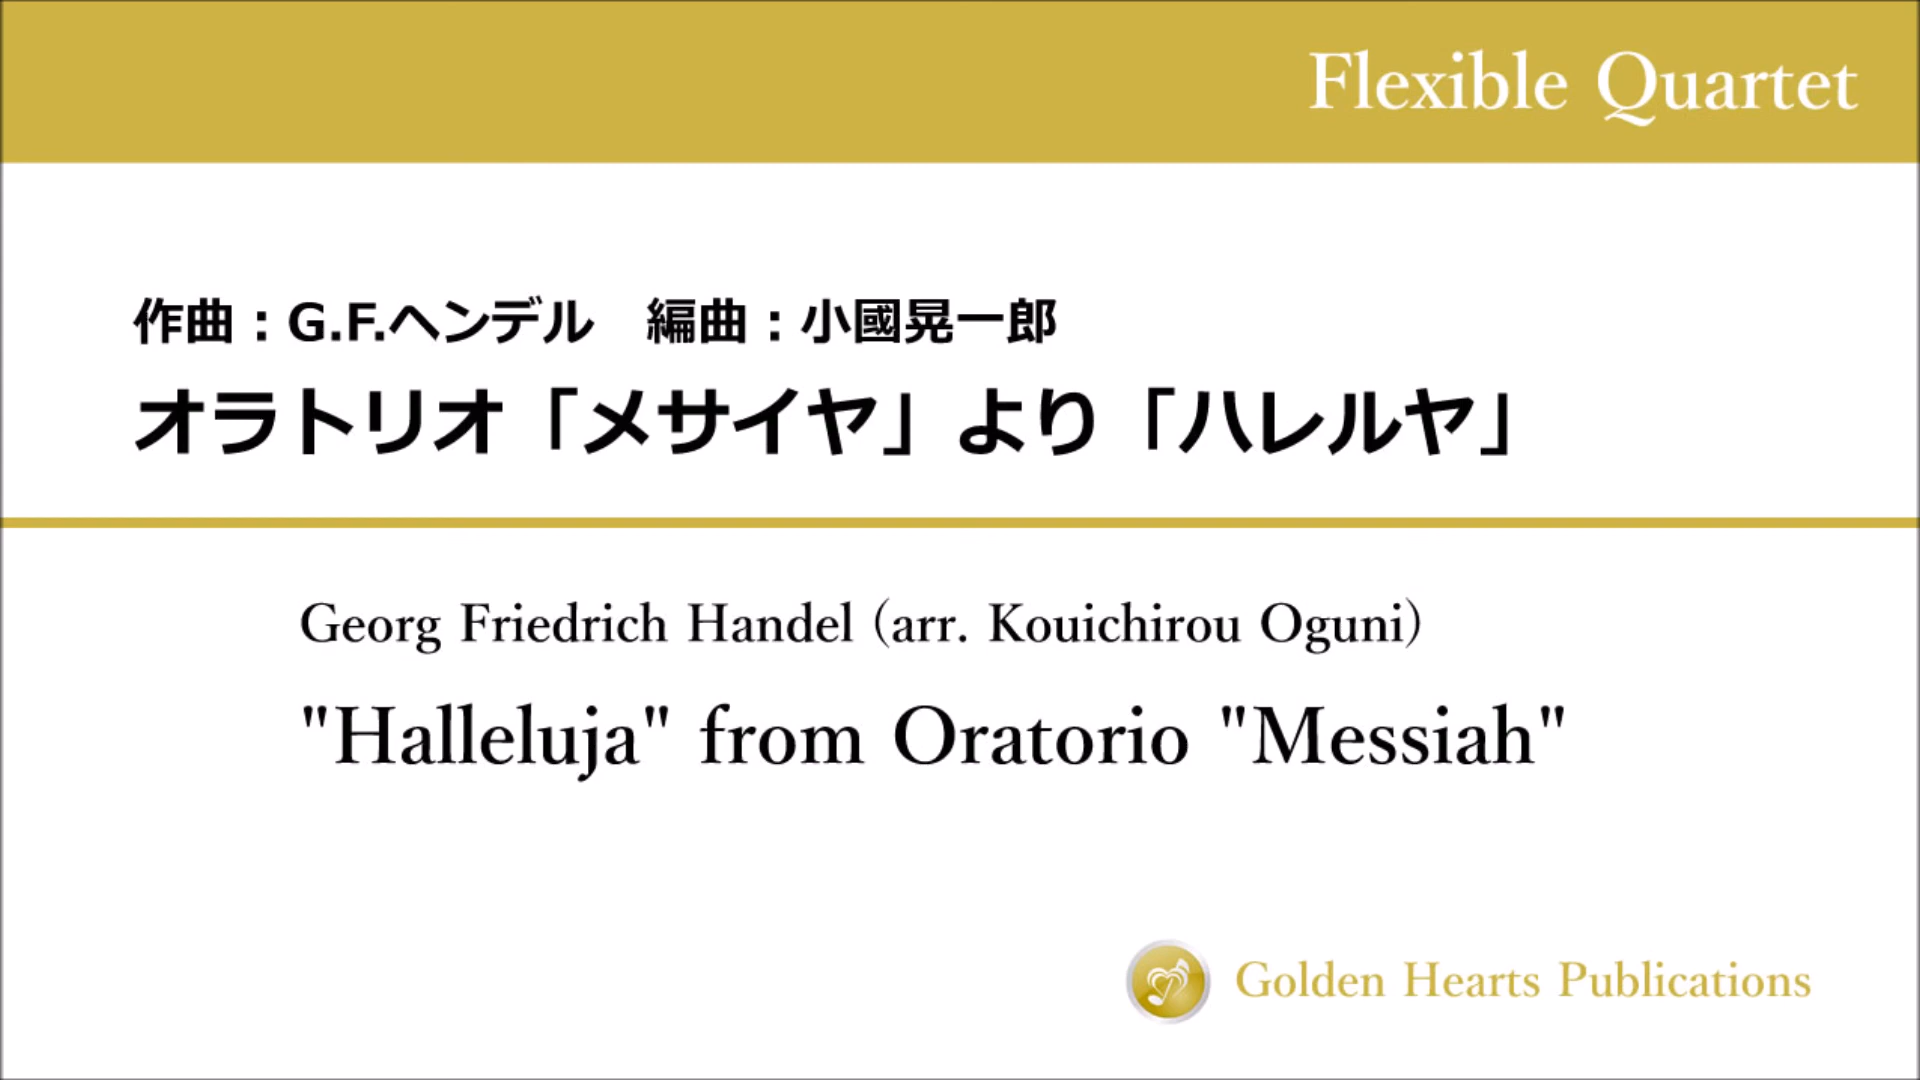 Flexible Quartet
作曲：G.F.ヘンデル　編曲：小國晃一郎
オラトリオ「メサイヤ」より「ハレルヤ」
Georg Friedrich Handel (arr. Kouichirou Oguni)
"Halleluja" from Oratorio "Messiah"
Golden Hearts Publications